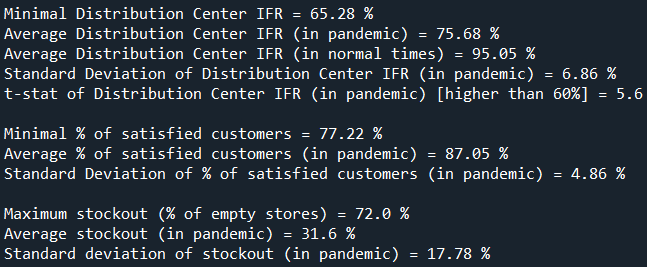 Minimal Distribution Center IFR = 65.28 %
Average Distribution Center IFR (in pandemic) = 75.68 %
Average Distribution Center IFR (in normal times) = 95.05 %
Standard Deviation of Distribution Center IFR (in pandemic) = 6.86 %
t-stat of Distribution Center IFR (in pandemic) [higher than 60%] = 5.6
Minimal % of satisfied customers = 77.22 %
Average % of satisfied customers (in pandemic) = 87.05 %
Standard Deviation of % of satisfied customers (in pandemic) = 4.86 %
Maximum stockout (% of empty stores) = 72.0 %
Average stockout (in pandemic) = 31.6 %
Standard deviation of stockout (in pandemic) = 17.78 %